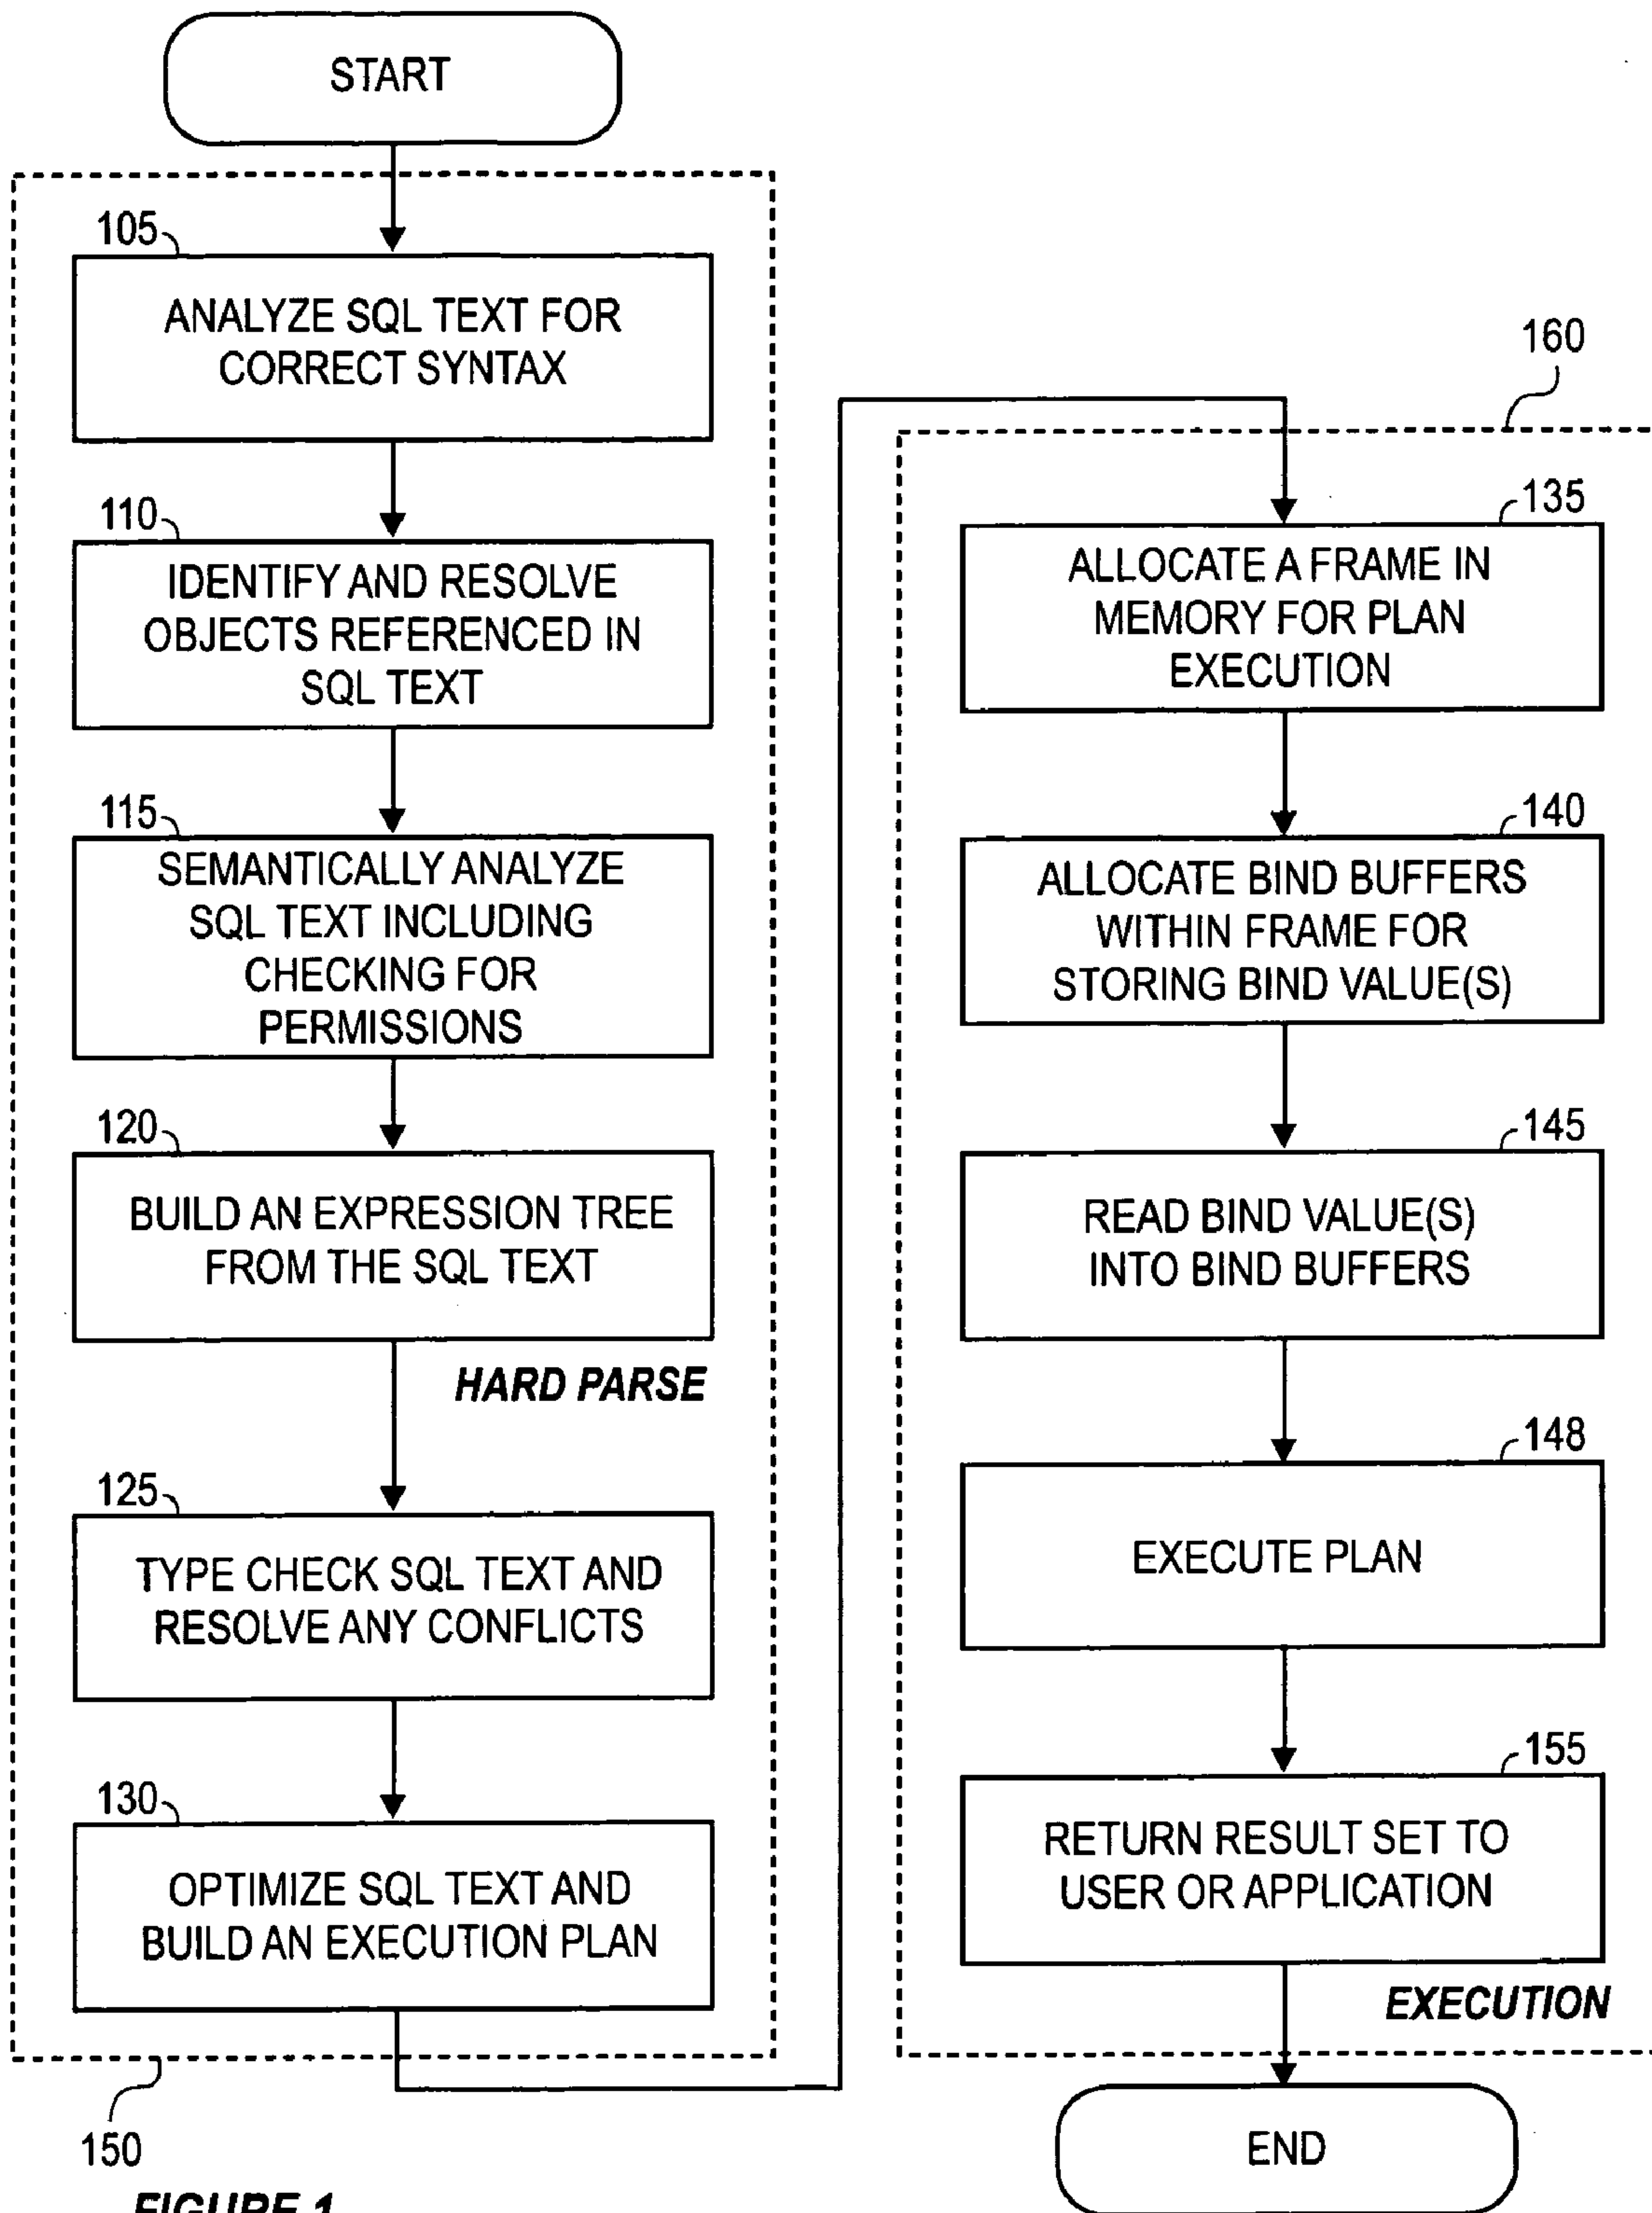 START
105
ANALYZE SQL TEXT FOR
CORRECT SYNTAX
110
IDENTIFY AND RESOLVE
OBJECTS REFERENCED IN
SQL TEXT
115
SEMANTICALLY ANALYZE
SQL TEXT INCLUDING
CHECKING FOR
PERMISSIONS
120
BUILD AN EXPRESSION TREE
FROM THE SQL TEXT
HARD PARSE
125
TYPE CHECK SQL TEXT AND
RESOLVE ANY CONFLICTS
130
OPTIMIZE SQL TEXT AND
BUILD AN EXECUTION PLAN
150
FIGURE 1
160
135
ALLOCATE A FRAME IN
MEMORY FOR PLAN
EXECUTION
140
ALLOCATE BIND BUFFERS
WITHIN FRAME FOR
STORING BIND VALUE(S)
145
READ BIND VALUE(S)
INTO BIND BUFFERS
148
EXECUTE PLAN
155
RETURN RESULT SET TO
USER OR APPLICATION
EXECUTION
END